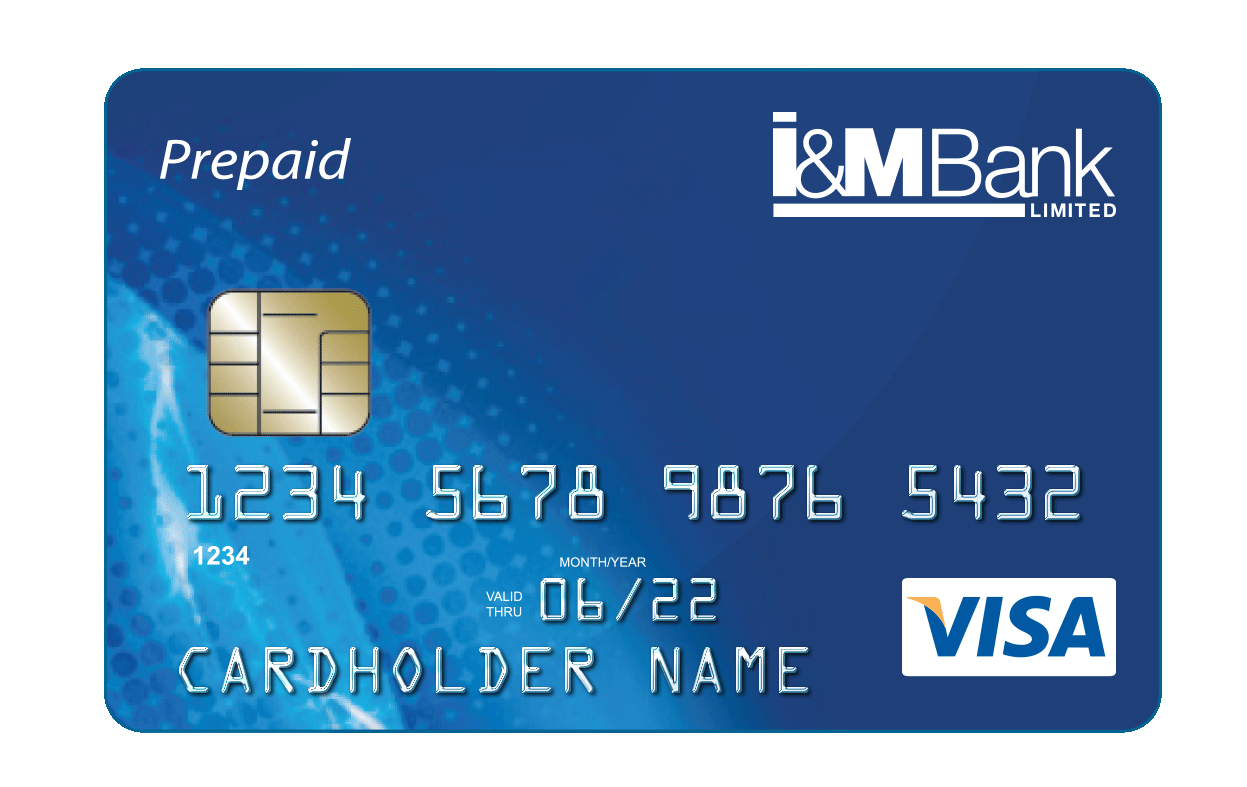 Prepaid
I&MBank
LIMITED
1234 5678 9876 5432
1234
MONTH/YEAR
VALID
THRU
06/22
CARDHOLDER NAME
VISA